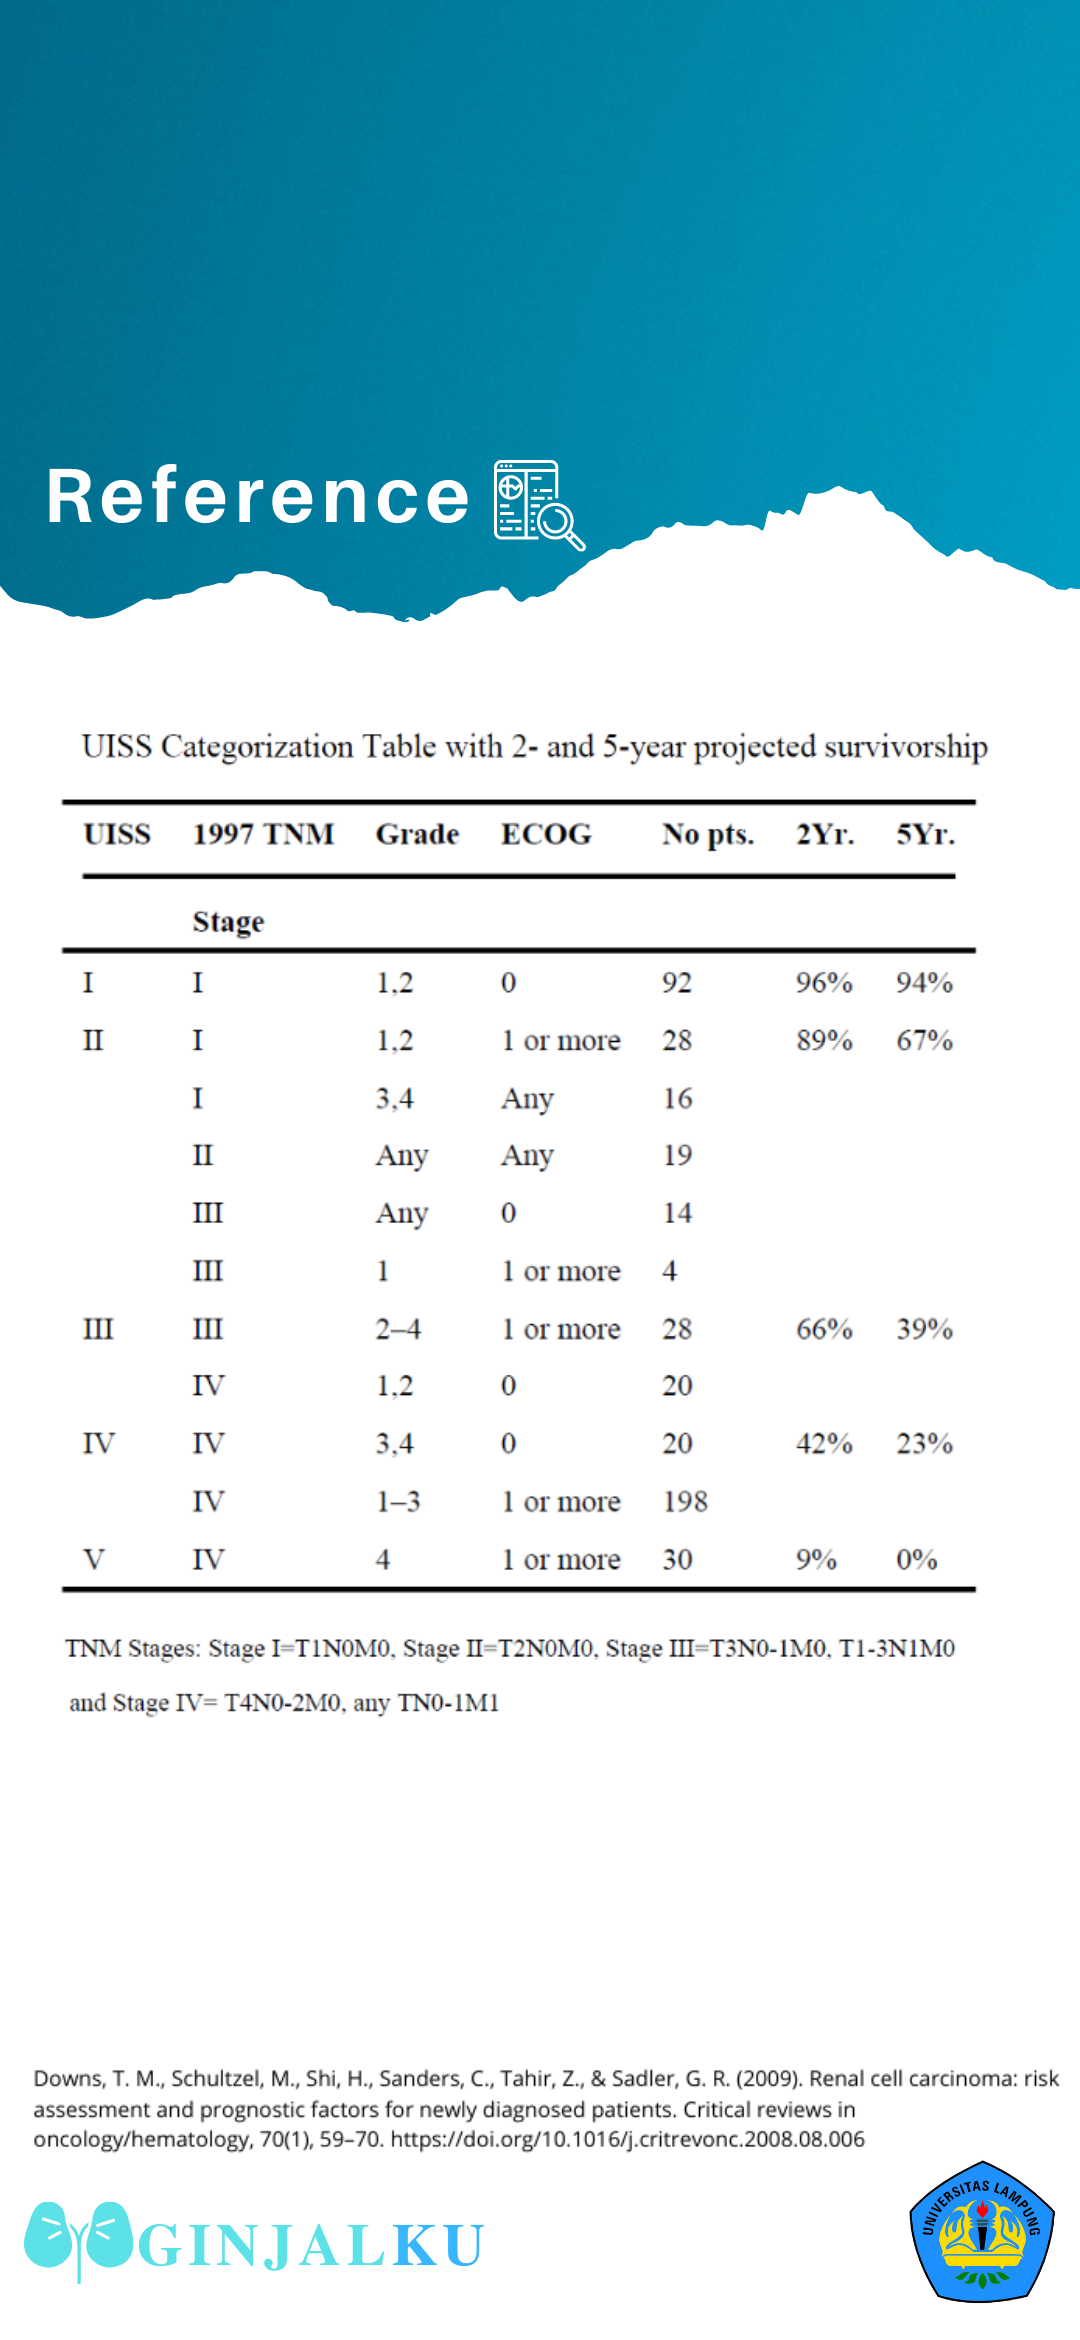 Reference
UISS Categorization Table with 2- and 5-year projected survivorship
UISS 1997 TNM Grade ECOG No pts. 2Yr. 5Yr.
Stage
I I 1,2 0 92 96% 94%
II I 1,2 1 or more 28 89% 67%
I 3,4 Any 16
II Any Any 19
III Any 0 14
III 1 1 or more 4
III III 2–4 1 or more 28 66% 39%
IV 1,2 0 20
IV IV 3,4 0 20 42% 23%
IV 1–3 1 or more 198
V IV 4 1 or more 30 9% 0%
TNM Stages: Stage I=T1N0M0, Stage II=T2N0M0, Stage III=T3N0-1M0, T1-3N1M0
and Stage IV= T4N0-2M0, any TN0-1M1
Downs, T. M., Schultzel, M., Shi, H., Sanders, C., Tahir, Z., & Sadler, G. R. (2009). Renal cell carcinoma: risk
assessment and prognostic factors for newly diagnosed patients. Critical reviews in
oncology/hematology, 70(1), 59–70. https://doi.org/10.1016/j.critrevonc.2008.08.006
GINJALKU
UNIVERSITAS LAMPUNG